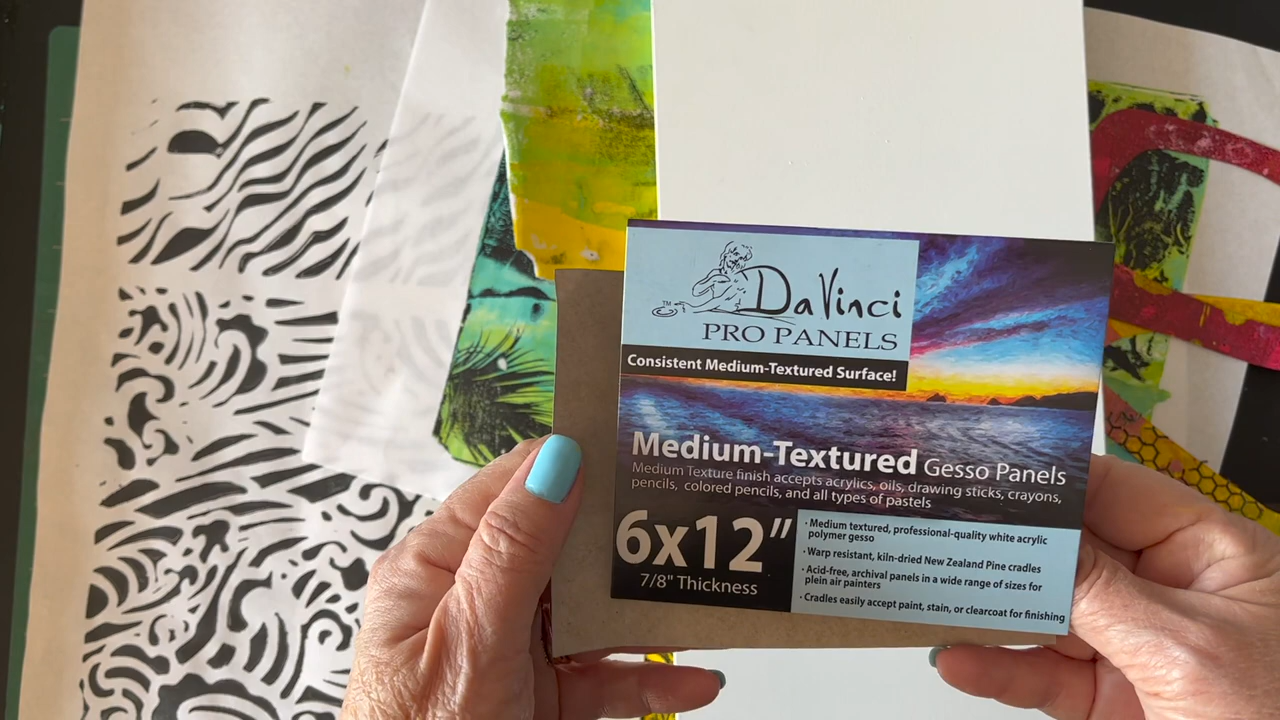 DaVinci
TM
PRO PANELS
Consistent Medium-Textured Surface!
Medium-Textured Gesso Panels
Medium Texture finish accepts acrylics, oils, drawing sticks, crayons,
pencils, colored pencils, and all types of pastels
6x12"
7/8" Thickness
· Medium textured, professional-quality white acrylic
polymer gesso
· Warp resistant, kiln-dried New Zealand Pine cradles
· Acid-free, archival panels in a wide range of sizes for
plein air painters
· Cradles easily accept paint, stain, or clearcoat for finishing